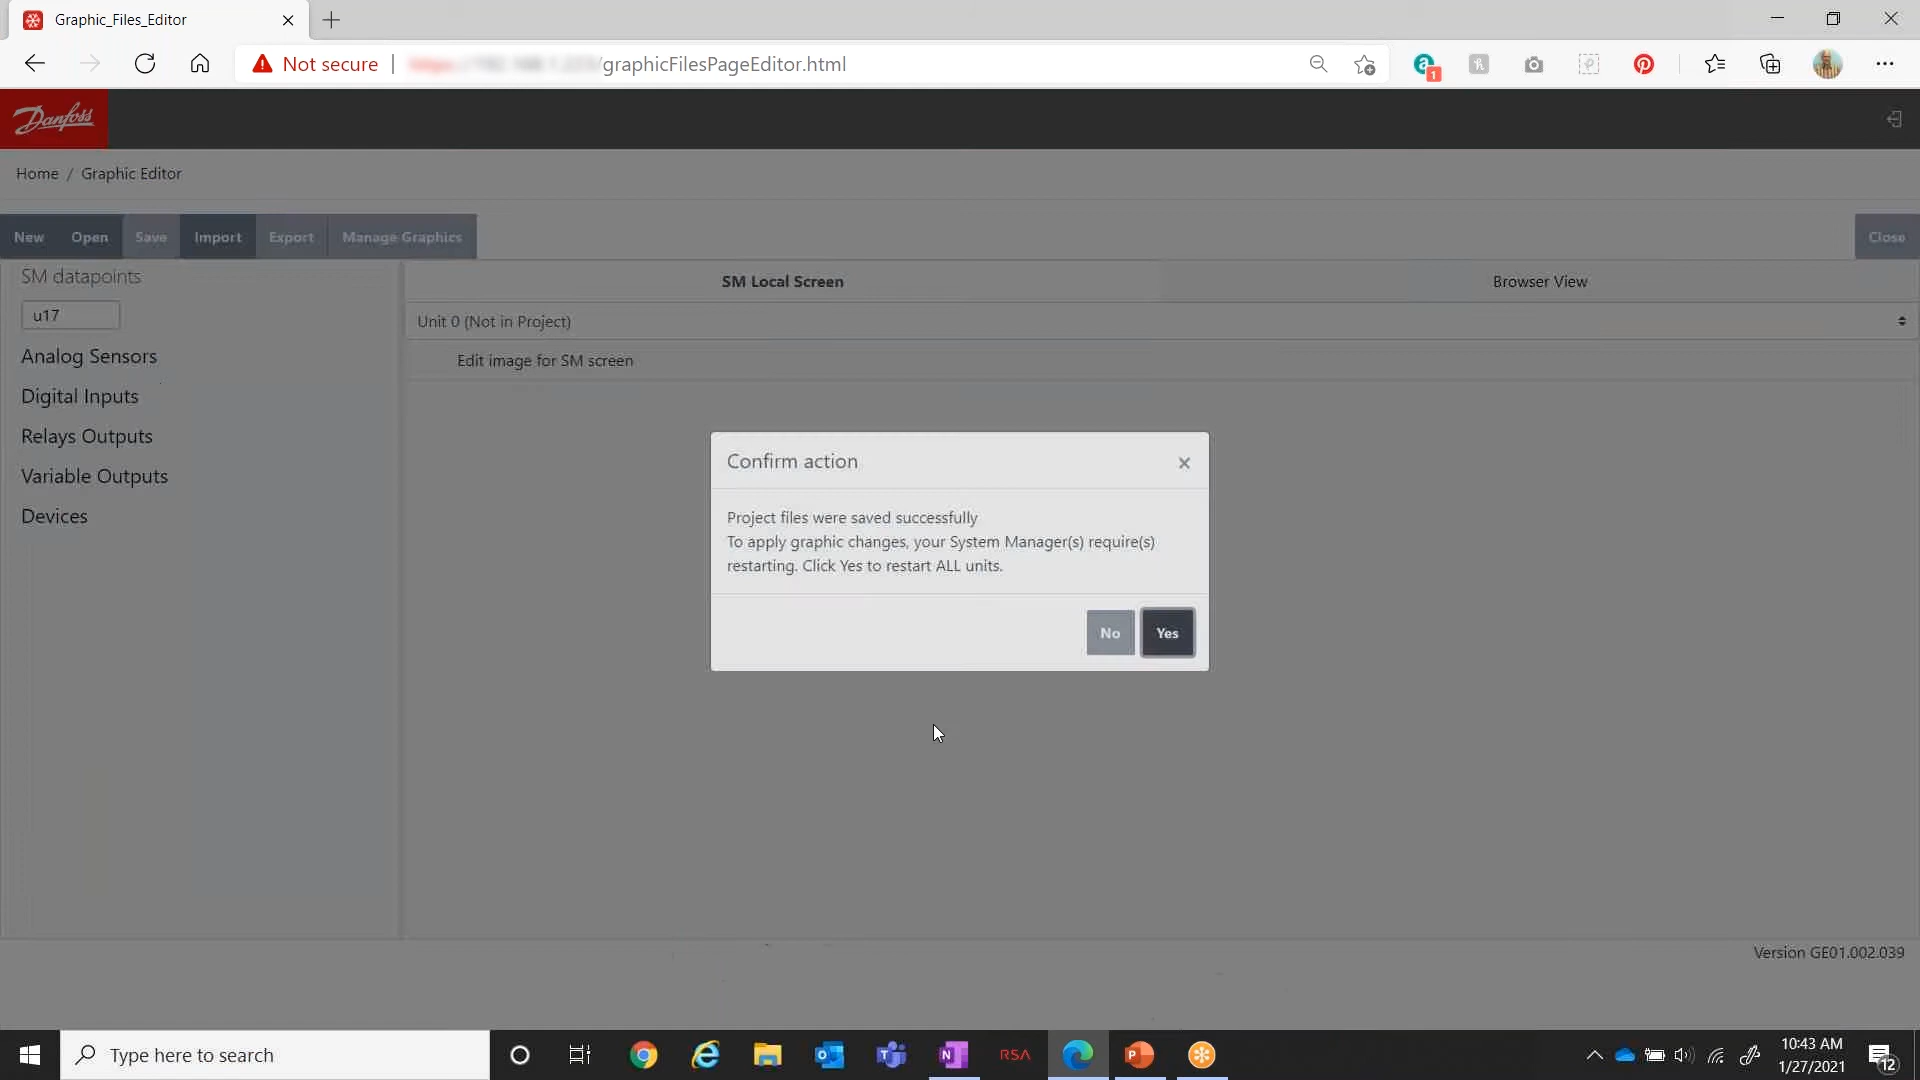 Graphic_Files_Editor
Not secure
/graphicFilesPageEditor.html
1
Danfoss
Home / Graphic Editor
New Open Save Import Export Manage Graphics Close
SM datapoints
u17
Analog Sensors
Digital Inputs
Relays Outputs
Variable Outputs
Devices
SM Local Screen
Browser View
Unit 0 (Not in Project)
Edit image for SM screen
Confirm action
Project files were saved successfully
To apply graphic changes, your System Manager(s) require(s)
restarting. Click Yes to restart ALL units.
No Yes
Version GE01.002.039
Type here to search
RSA
10:43 AM
1/27/2021
12